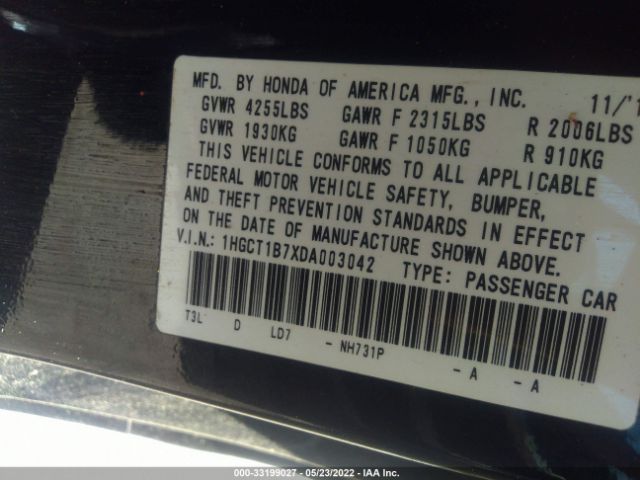 MFD. BY HONDA OF AMERICA MFG., INC. 11/'1
GVWR 4255LBS GAWR F 2315LBS R 2006LBS
GVWR 1930KG GAWR F 1050KG R 910KG
THIS VEHICLE CONFORMS TO ALL APPLICABLE
FEDERAL MOTOR VEHICLE SAFETY, BUMPER,
AND THEFT PREVENTION STANDARDS IN EFFECT
ON THE DATE OF MANUFACTURE SHOWN ABOVE.
V.I.N.: 1HGCT1B7XDA003042 TYPE: PASSENGER CAR
T3L D LD7 - NH731P - A - A
000-33199027 - 05/23/2022 - IAA Inc.